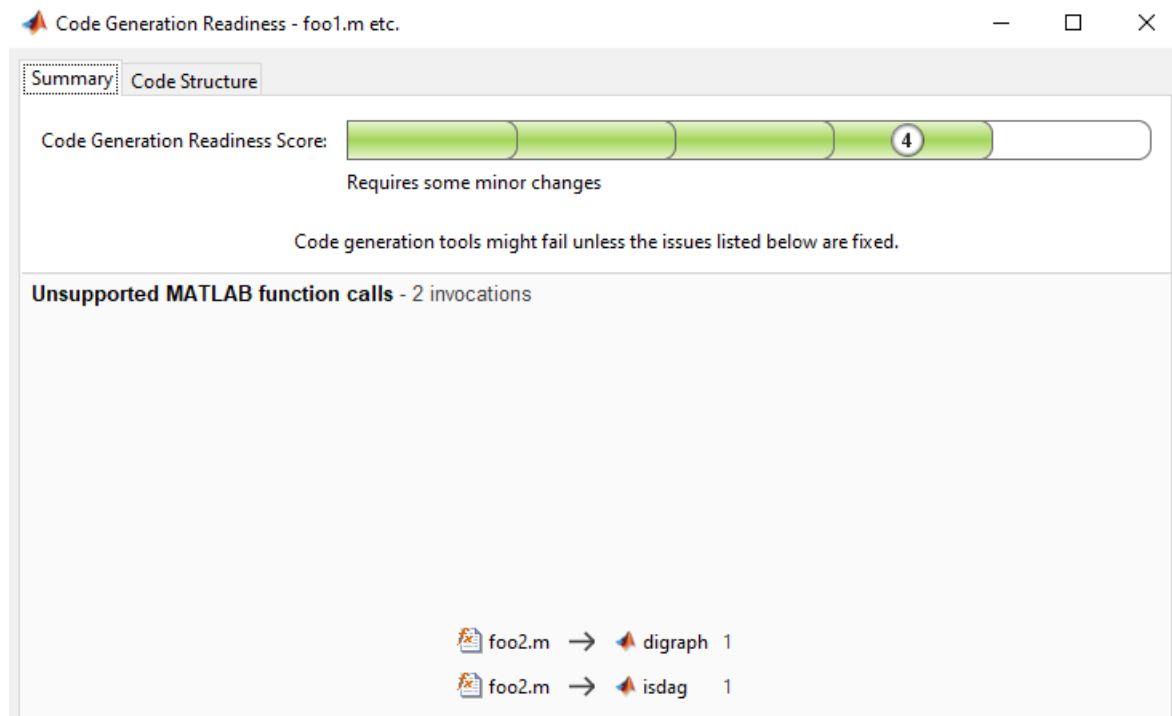 Code Generation Readiness - foo1.m etc.
Summary Code Structure
Code Generation Readiness Score: 4
Requires some minor changes
Code generation tools might fail unless the issues listed below are fixed.
Unsupported MATLAB function calls - 2 invocations
foo2.m → digraph 1
foo2.m → isdag 1